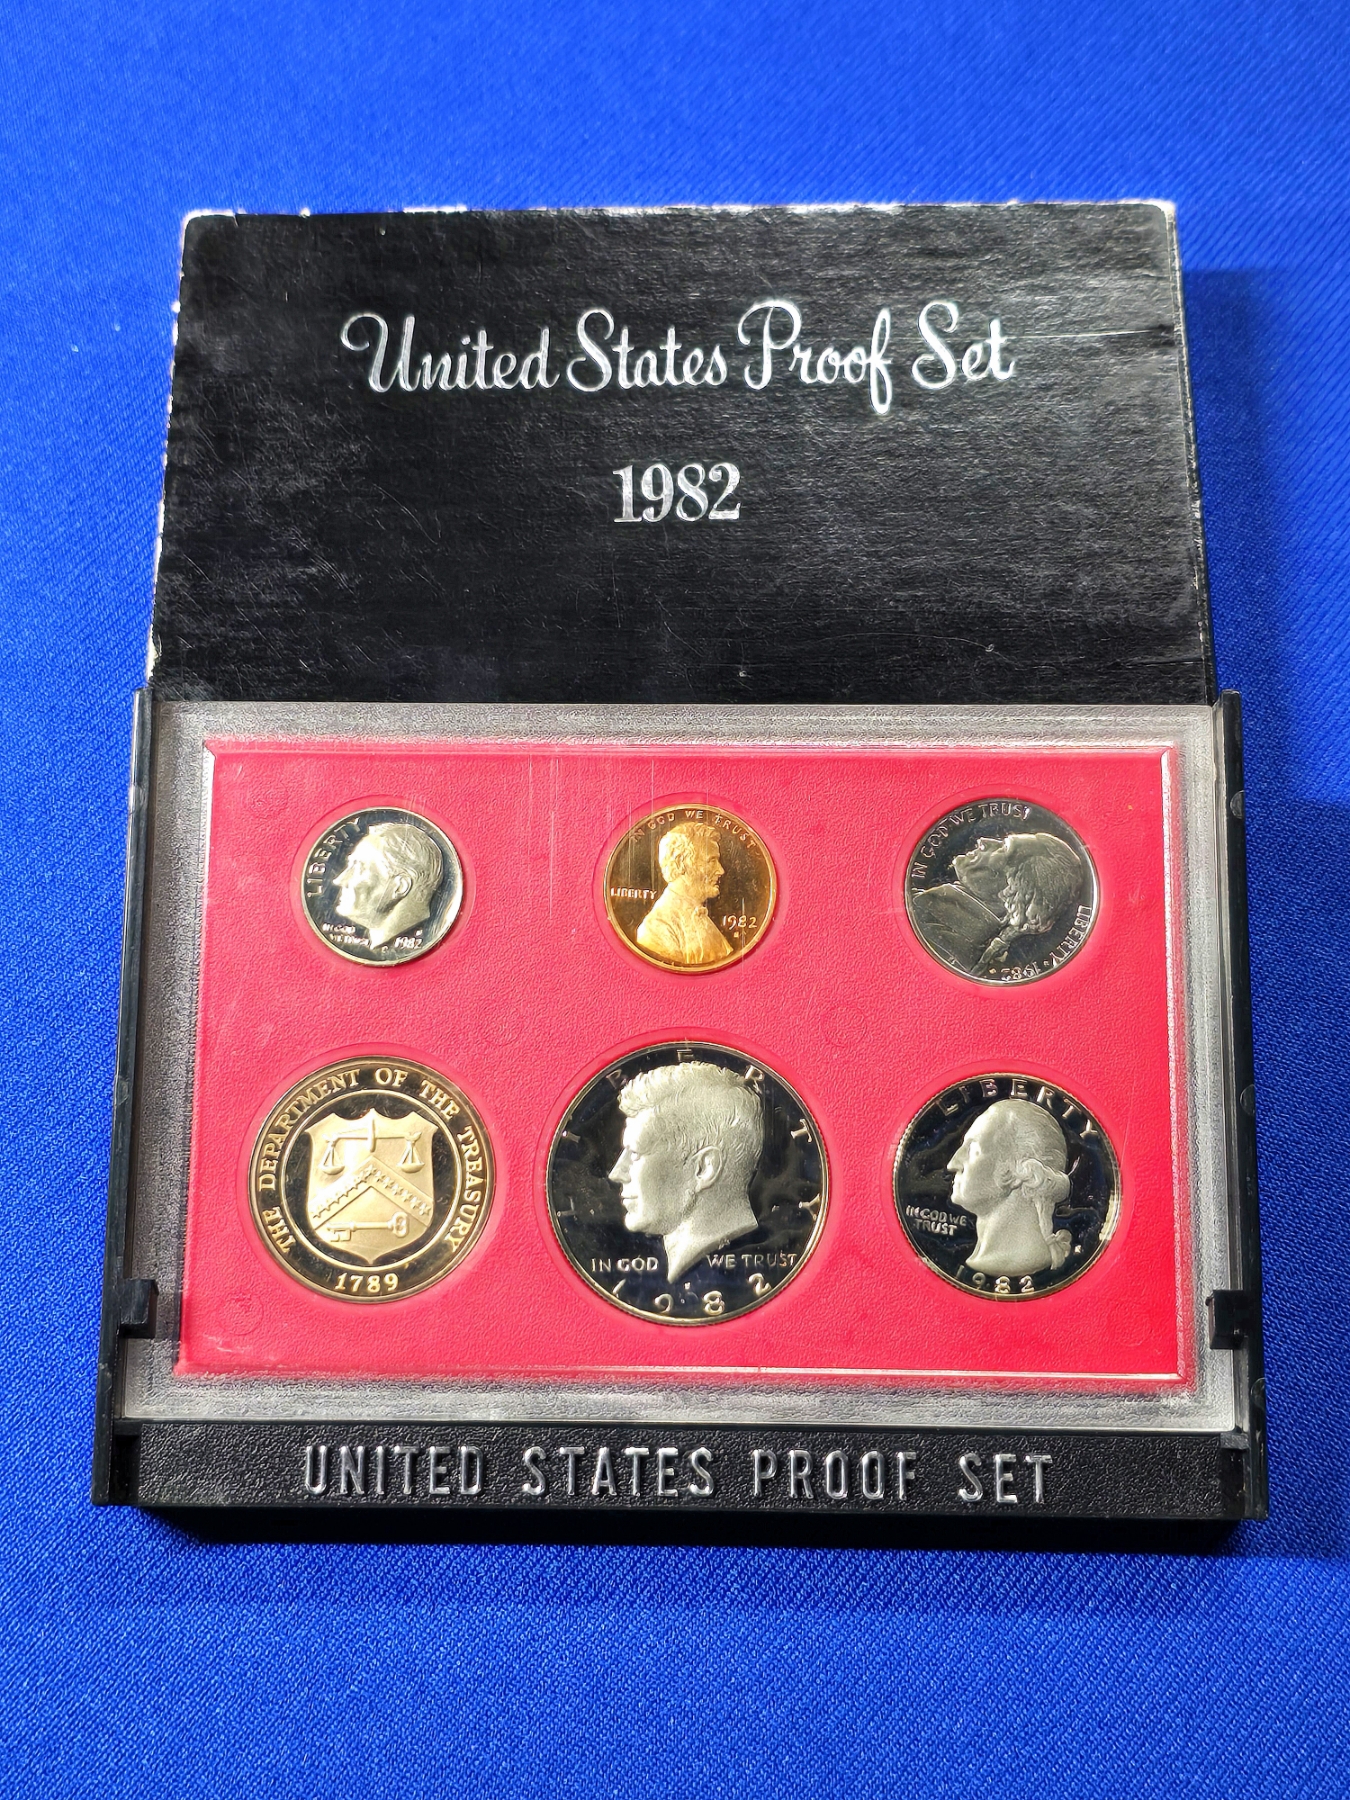 United States Proof Set
1982
LIBERTY
IN GOD
WE TRUST
1982
IN GOD WE TRUST
LIBERTY
1982
S
IN GOD WE TRUST
LIBERTY
1982
THE DEPARTMENT OF THE TREASURY
1789
LIBERTY
IN GOD WE TRUST
1982
LIBERTY
IN GOD WE
TRUST
1982
UNITED STATES PROOF SET